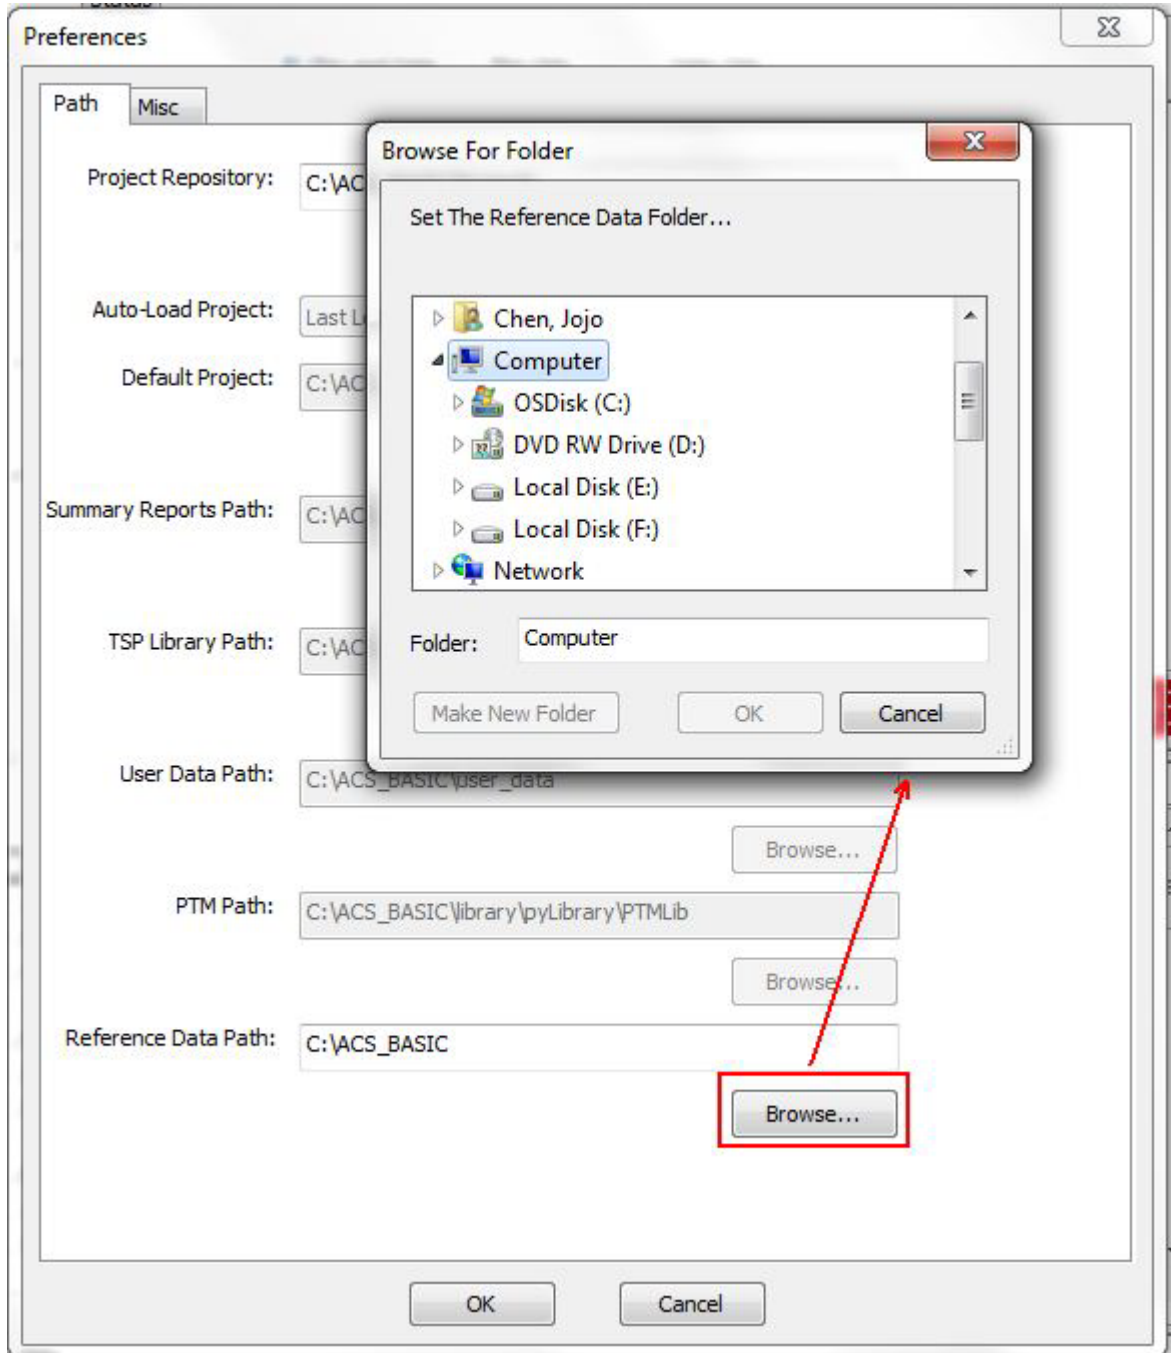 Status
Preferences
Path
Misc
Browse For Folder
Project Repository:
C:\AC
Set The Reference Data Folder...
Auto-Load Project:
Last L
Chen, Jojo
Computer
Default Project:
C:\AC
OSDisk (C:)
DVD RW Drive (D:)
Local Disk (E:)
Summary Reports Path:
C:\AC
Local Disk (F:)
Network
TSP Library Path:
C:\AC
Folder:
Computer
Make New Folder
OK
Cancel
User Data Path:
C:\ACS_BASIC\user_data
Browse...
PTM Path:
C:\ACS_BASIC\library\pyLibrary\PTMLib
Browse...
Reference Data Path:
C:\ACS_BASIC
Browse...
OK
Cancel